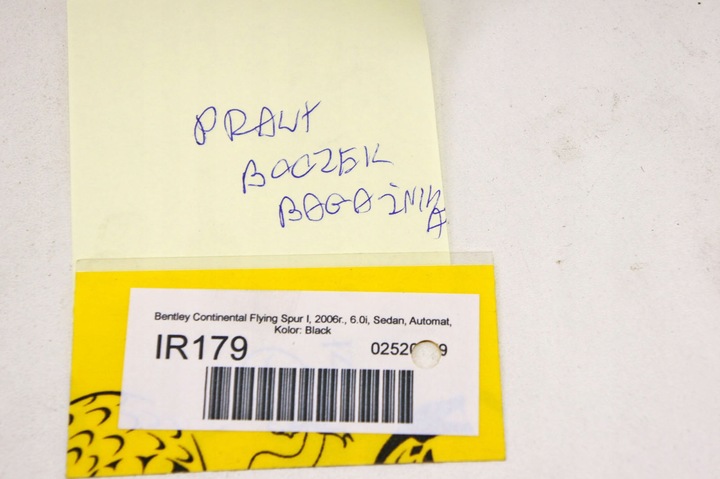 PRAWY
BOCZEK
BAGAŻNIKA
Bentley Continental Flying Spur I, 2006r., 6.0i, Sedan, Automat,
Kolor: Black
IR179